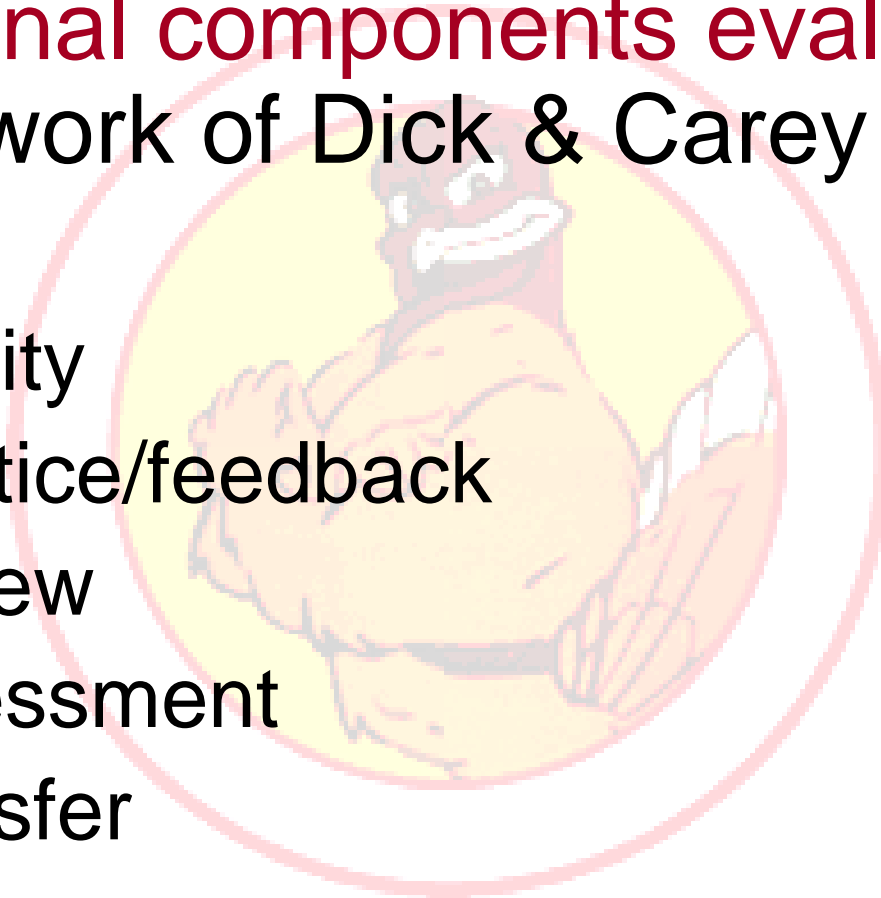 nal components eval
work of Dick & Carey
ity
tice/feedback
ew
essment
sfer